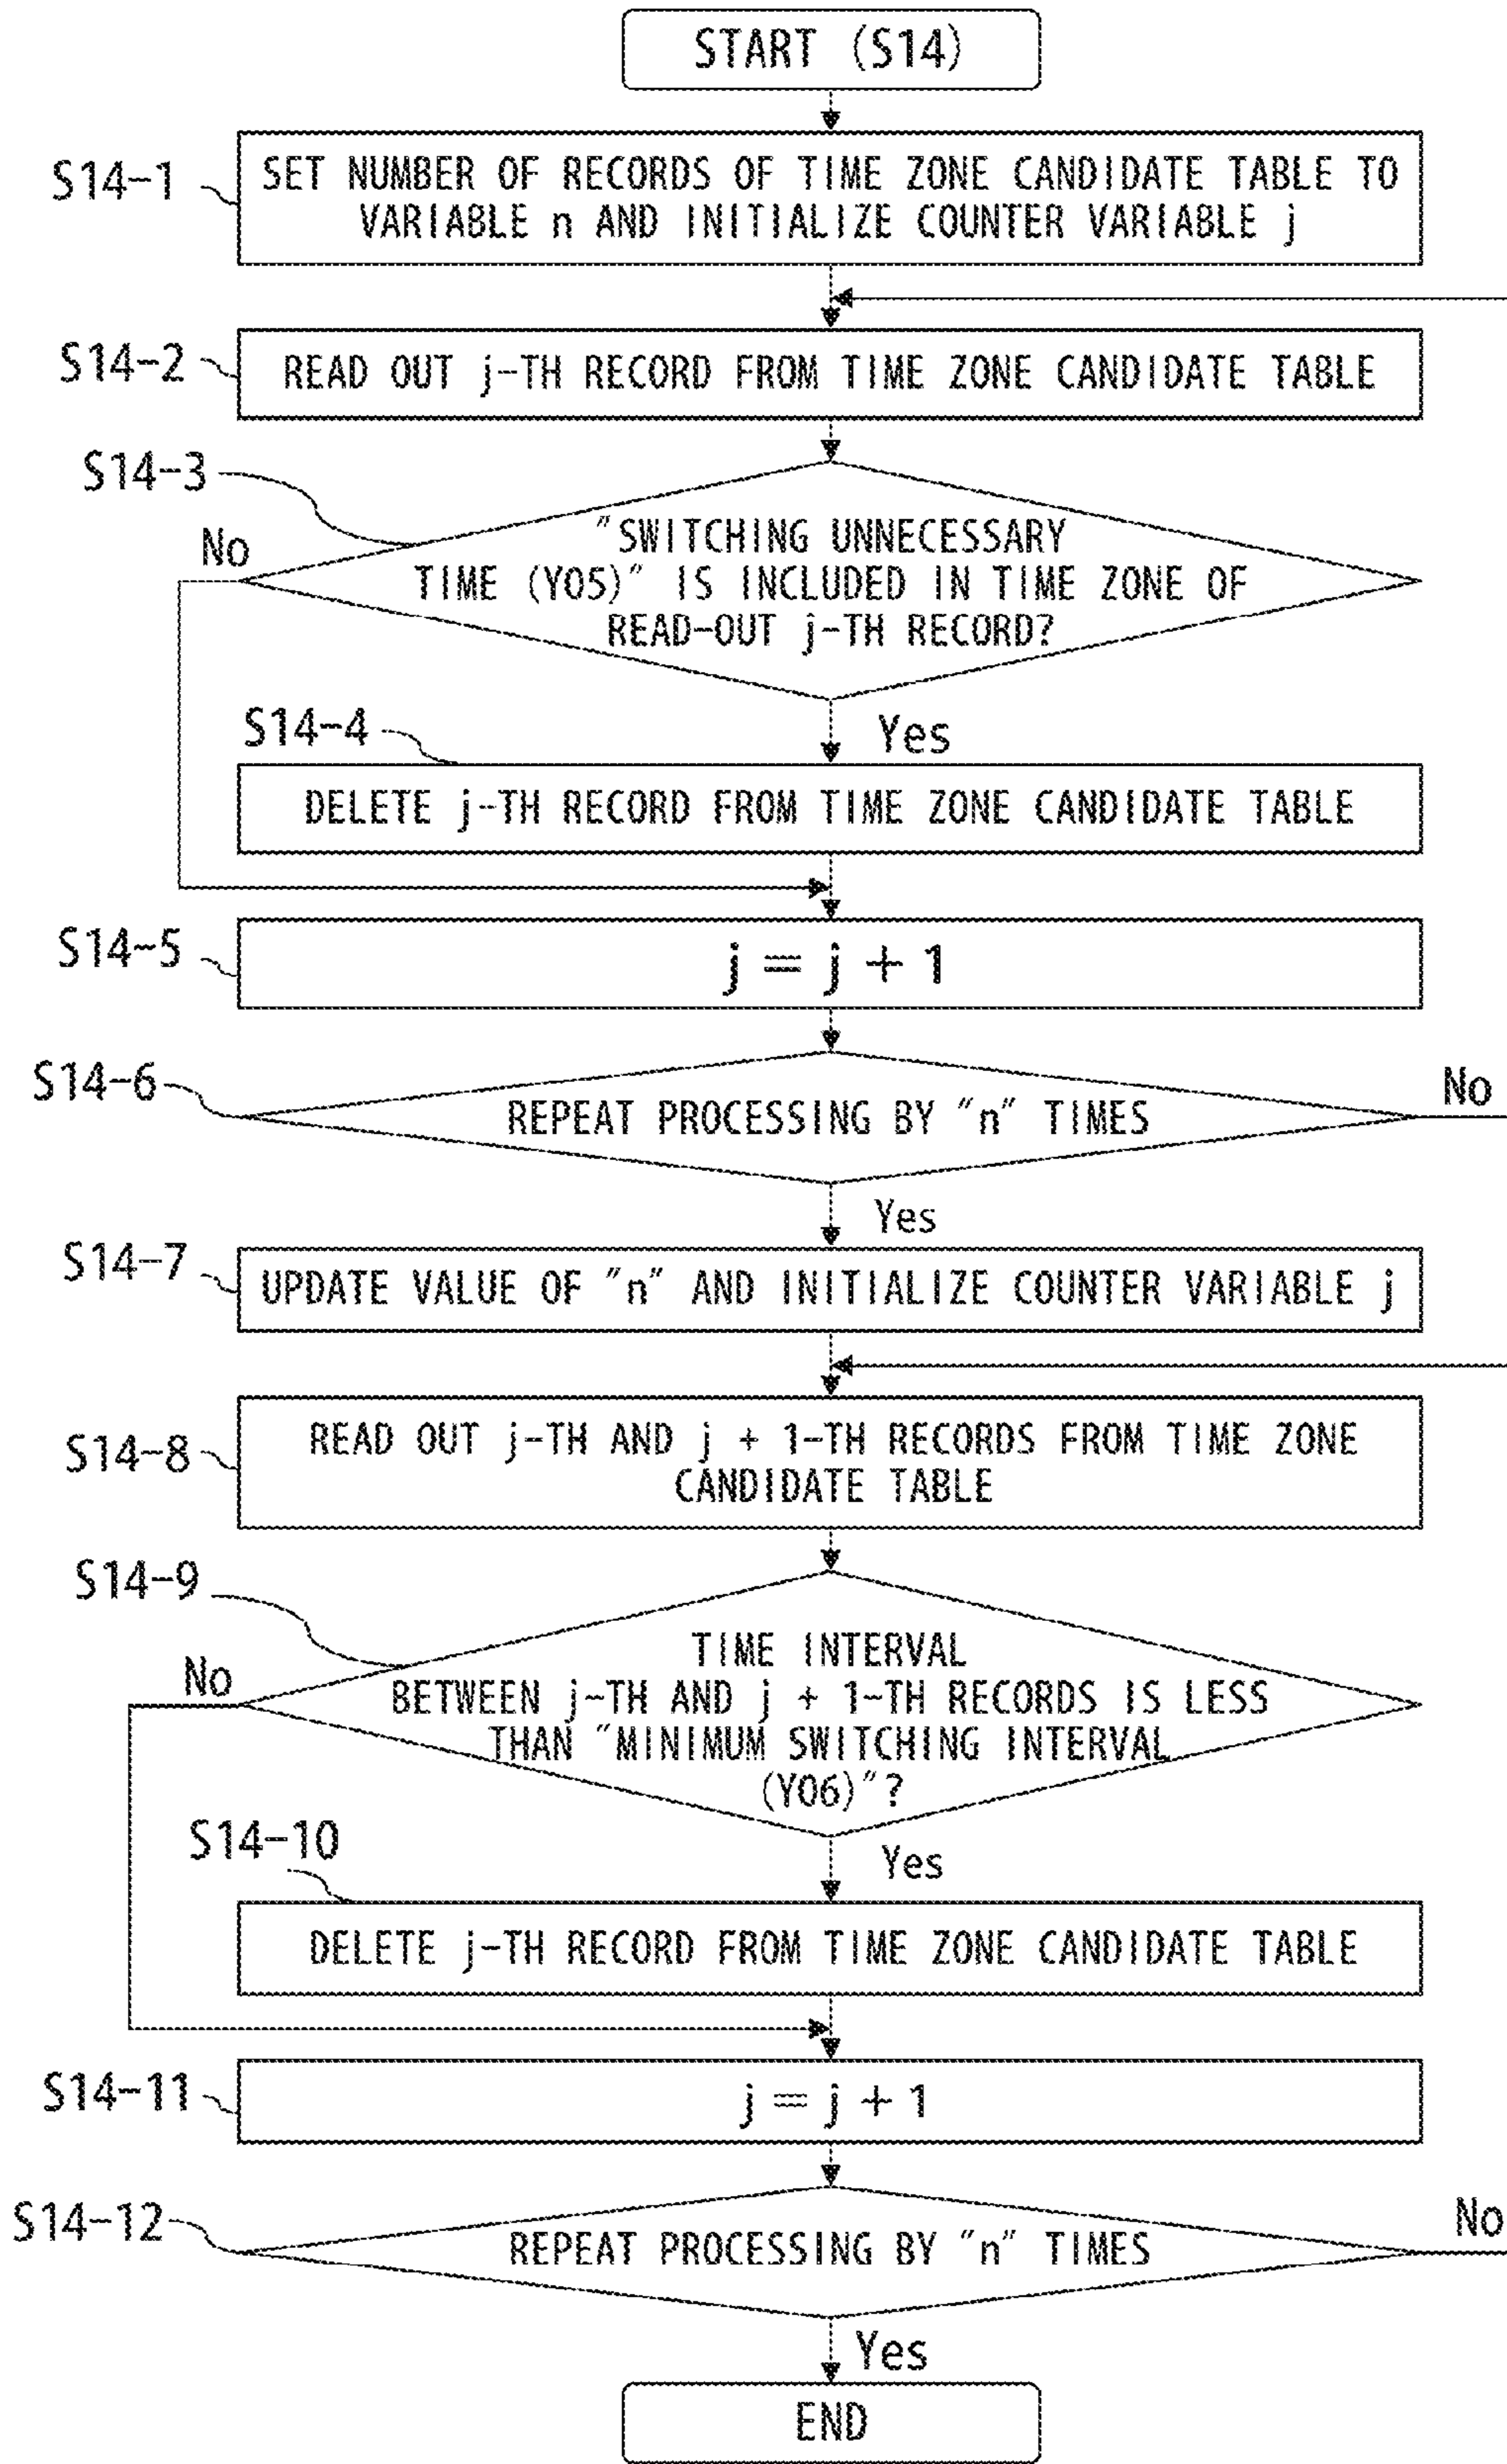 START (S14)
S14-1
SET NUMBER OF RECORDS OF TIME ZONE CANDIDATE TABLE TO
VARIABLE n AND INITIALIZE COUNTER VARIABLE j
S14-2
READ OUT j-TH RECORD FROM TIME ZONE CANDIDATE TABLE
S14-3
No
"SWITCHING UNNECESSARY
TIME (Y05)" IS INCLUDED IN TIME ZONE OF
READ-OUT j-TH RECORD?
S14-4
Yes
DELETE j-TH RECORD FROM TIME ZONE CANDIDATE TABLE
S14-5
j = j + 1
S14-6
REPEAT PROCESSING BY "n" TIMES
No
Yes
S14-7
UPDATE VALUE OF "n" AND INITIALIZE COUNTER VARIABLE j
S14-8
READ OUT j-TH AND j + 1-TH RECORDS FROM TIME ZONE
CANDIDATE TABLE
S14-9
No
TIME INTERVAL
BETWEEN j-TH AND j + 1-TH RECORDS IS LESS
THAN "MINIMUM SWITCHING INTERVAL
(Y06)"?
S14-10
Yes
DELETE j-TH RECORD FROM TIME ZONE CANDIDATE TABLE
S14-11
j = j + 1
S14-12
REPEAT PROCESSING BY "n" TIMES
No
Yes
END